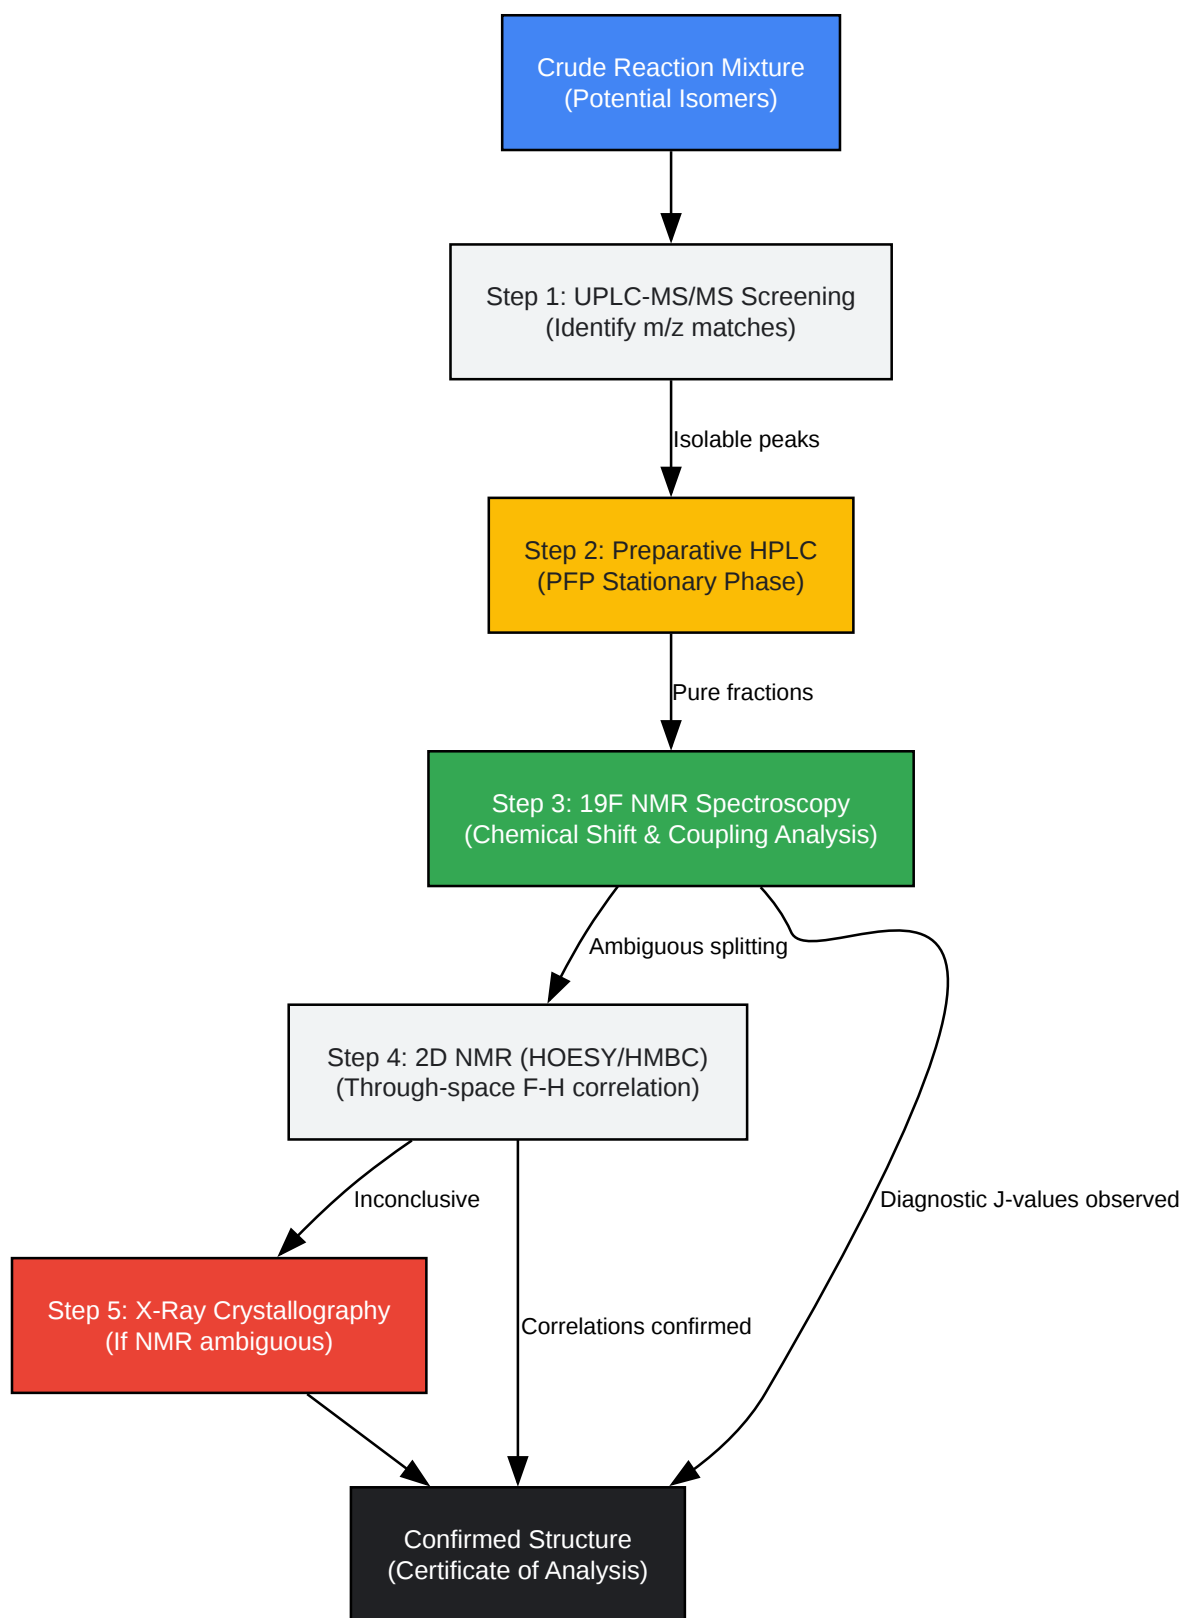 Crude Reaction Mixture
(Potential Isomers)
Step 1: UPLC-MS/MS Screening
(Identify m/z matches)
Isolable peaks
Step 2: Preparative HPLC
(PFP Stationary Phase)
Pure fractions
Step 3: 19F NMR Spectroscopy
(Chemical Shift & Coupling Analysis)
Ambiguous splitting
Step 4: 2D NMR (HOESY/HMBC)
(Through-space F-H correlation)
Inconclusive
Diagnostic J-values observed
Step 5: X-Ray Crystallography
(If NMR ambiguous)
Correlations confirmed
Confirmed Structure
(Certificate of Analysis)